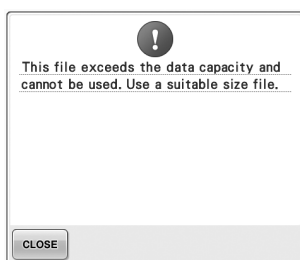 This file exceeds the data capacity and
cannot be used. Use a suitable size file.
CLOSE